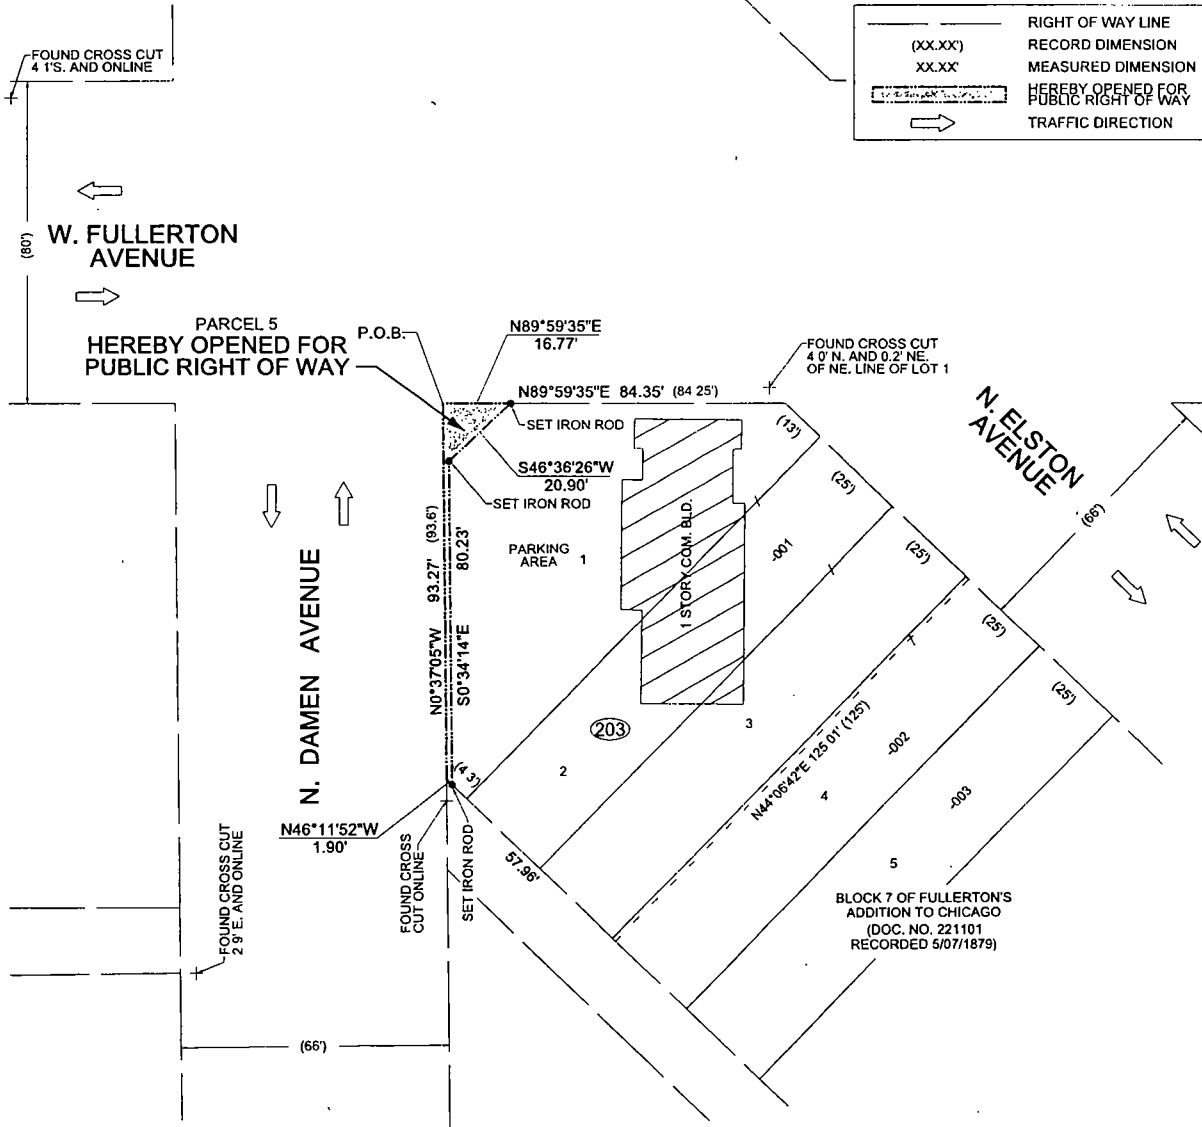 RIGHT OF WAY LINE
(XX.XX') RECORD DIMENSION
XX.XX' MEASURED DIMENSION
HEREBY OPENED FOR
PUBLIC RIGHT OF WAY
TRAFFIC DIRECTION
FOUND CROSS CUT
4 1'S. AND ONLINE
(80')
W. FULLERTON
AVENUE
PARCEL 5
HEREBY OPENED FOR
PUBLIC RIGHT OF WAY
P.O.B.
N89°59'35"E
16.77'
N89°59'35"E 84.35' (84 25')
FOUND CROSS CUT
4 0' N. AND 0.2' NE.
OF NE. LINE OF LOT 1
SET IRON ROD
S46°36'26"W
20.90'
SET IRON ROD
N. ELSTON
AVENUE
(66')
(13')
(25')
(25')
(25')
(25')
PARKING
AREA
1
1 STORY COM. BLD.
-001
N. DAMEN AVENUE
N0°37'05"W 93.27' (93.6')
S0°34'14"E 80.23'
203
2
3
N44°06'42"E 125 01' (125')
-002
4
-003
5
(4 3')
N46°11'52"W
1.90'
57.96'
FOUND CROSS
CUT ONLINE
SET IRON ROD
FOUND CROSS CUT
2 9' E. AND ONLINE
BLOCK 7 OF FULLERTON'S
ADDITION TO CHICAGO
(DOC. NO. 221101
RECORDED 5/07/1879)
(66')